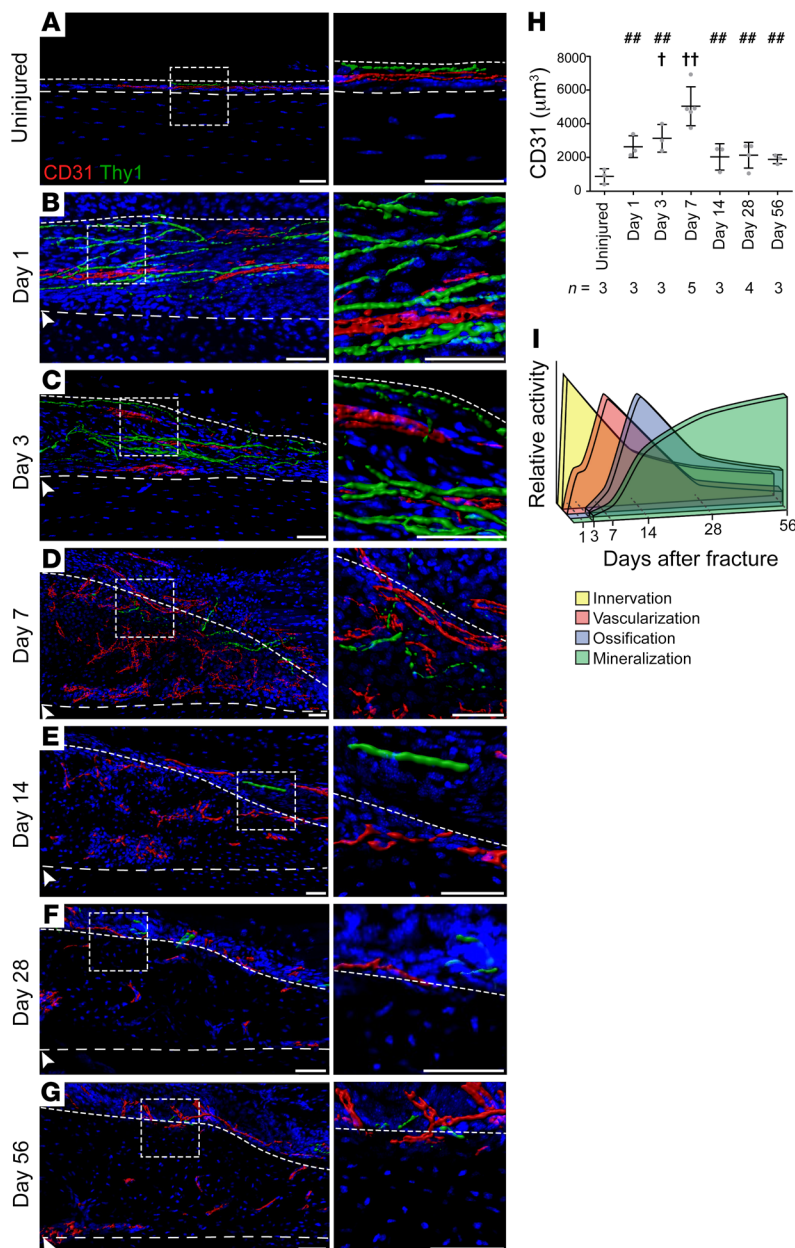 A
Uninjured
CD31 Thy1
B
Day 1
C
Day 3
D
Day 7
E
Day 14
F
Day 28
G
Day 56
H
## ## ## ## ##
† ††
CD31 (μm³)
8000
6000
4000
2000
0
Uninjured
Day 1
Day 3
Day 7
Day 14
Day 28
Day 56
n = 3 3 3 5 3 4 3
I
Relative activity
1 3 7 14 28 56
Days after fracture
Innervation
Vascularization
Ossification
Mineralization